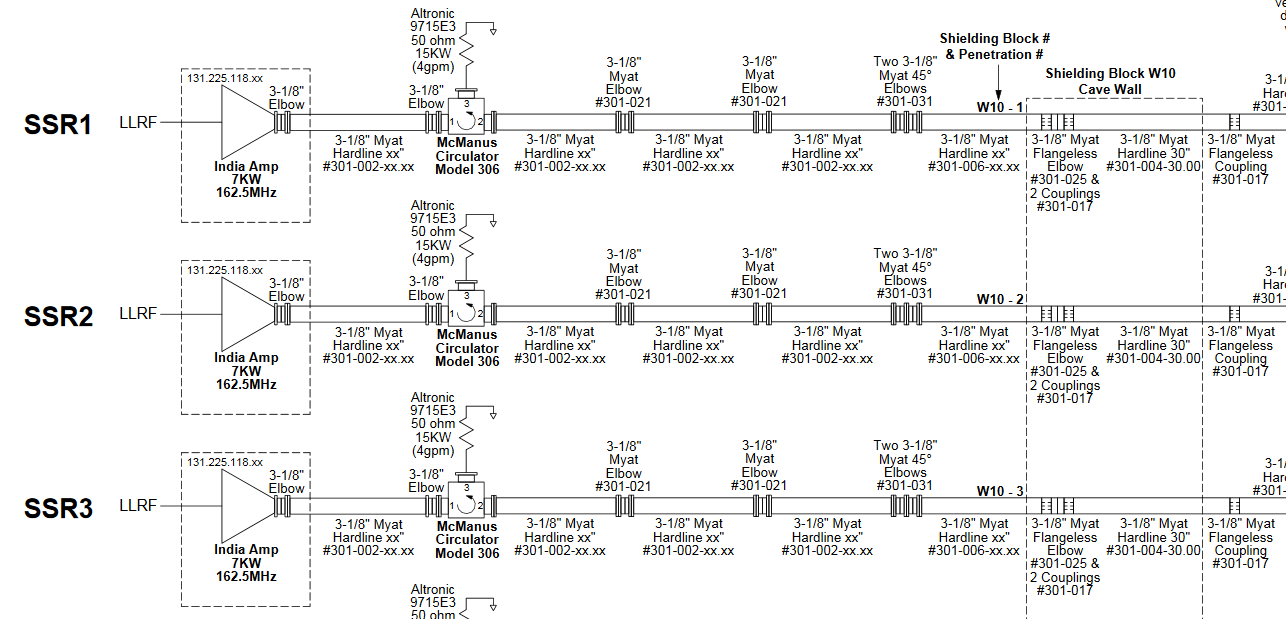 Altronic
9715E3
50 ohm
15KW
(4gpm)
Shielding Block #
& Penetration #
Shielding Block W10
Cave Wall
131.225.118.xx
3-1/8"
Elbow
3-1/8"
Elbow
3-1/8"
Myat
Elbow
#301-021
3-1/8"
Myat
Elbow
#301-021
Two 3-1/8"
Myat 45°
Elbows
#301-031
W10 - 1
#301-
SSR1
LLRF
1
2
3
India Amp
7KW
162.5MHz
3-1/8" Myat
Hardline xx"
#301-002-xx.xx
McManus
Circulator
Model 306
3-1/8" Myat
Hardline xx"
#301-002-xx.xx
3-1/8" Myat
Hardline xx"
#301-002-xx.xx
3-1/8" Myat
Hardline xx"
#301-002-xx.xx
3-1/8" Myat
Hardline xx"
#301-006-xx.xx
3-1/8" Myat
Flangeless
Elbow
#301-025 &
2 Couplings
#301-017
3-1/8" Myat
Hardline 30"
#301-004-30.00
3-1/8" Myat
Flangeless
Coupling
#301-017
Altronic
9715E3
50 ohm
15KW
(4gpm)
131.225.118.xx
3-1/8"
Elbow
3-1/8"
Elbow
3-1/8"
Myat
Elbow
#301-021
3-1/8"
Myat
Elbow
#301-021
Two 3-1/8"
Myat 45°
Elbows
#301-031
W10 - 2
#301-
SSR2
LLRF
1
2
3
India Amp
7KW
162.5MHz
3-1/8" Myat
Hardline xx"
#301-002-xx.xx
McManus
Circulator
Model 306
3-1/8" Myat
Hardline xx"
#301-002-xx.xx
3-1/8" Myat
Hardline xx"
#301-002-xx.xx
3-1/8" Myat
Hardline xx"
#301-002-xx.xx
3-1/8" Myat
Hardline xx"
#301-006-xx.xx
3-1/8" Myat
Flangeless
Elbow
#301-025 &
2 Couplings
#301-017
3-1/8" Myat
Hardline 30"
#301-004-30.00
3-1/8" Myat
Flangeless
Coupling
#301-017
Altronic
9715E3
50 ohm
15KW
(4gpm)
131.225.118.xx
3-1/8"
Elbow
3-1/8"
Elbow
3-1/8"
Myat
Elbow
#301-021
3-1/8"
Myat
Elbow
#301-021
Two 3-1/8"
Myat 45°
Elbows
#301-031
W10 - 3
#301-
SSR3
LLRF
1
2
3
India Amp
7KW
162.5MHz
3-1/8" Myat
Hardline xx"
#301-002-xx.xx
McManus
Circulator
Model 306
3-1/8" Myat
Hardline xx"
#301-002-xx.xx
3-1/8" Myat
Hardline xx"
#301-002-xx.xx
3-1/8" Myat
Hardline xx"
#301-002-xx.xx
3-1/8" Myat
Hardline xx"
#301-006-xx.xx
3-1/8" Myat
Flangeless
Elbow
#301-025 &
2 Couplings
#301-017
3-1/8" Myat
Hardline 30"
#301-004-30.00
3-1/8" Myat
Flangeless
Coupling
#301-017
Altronic
9715E3
50 ohm